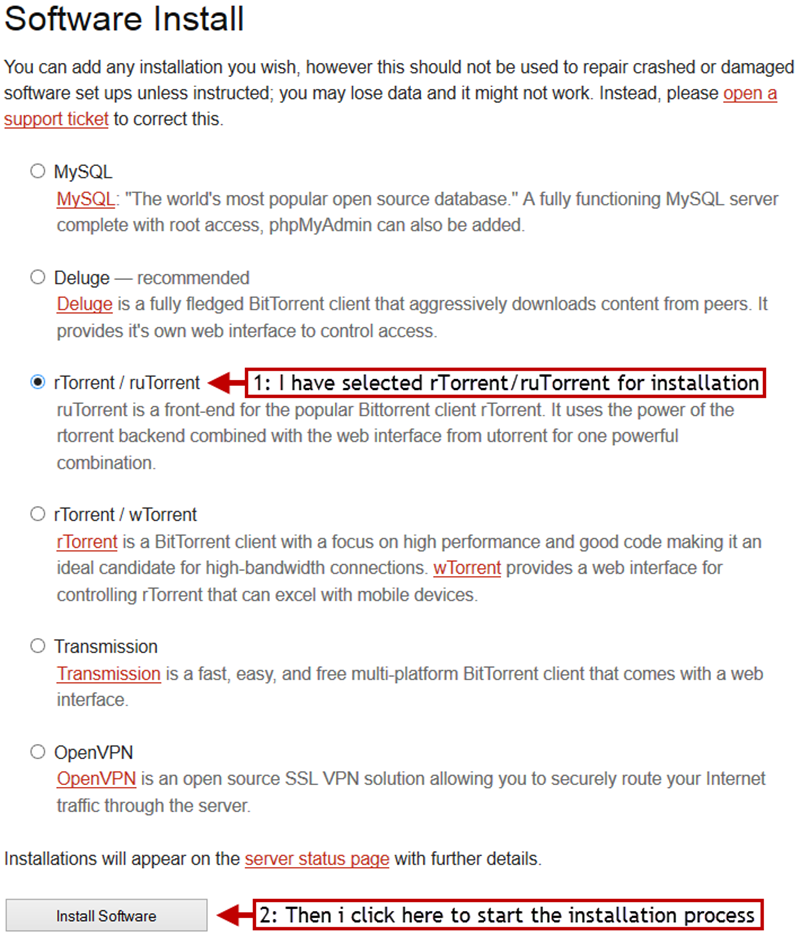 Software Install
You can add any installation you wish, however this should not be used to repair crashed or damaged
software set ups unless instructed; you may lose data and it might not work. Instead, please open a
support ticket to correct this.
MySQL
MySQL: "The world's most popular open source database." A fully functioning MySQL server
complete with root access, phpMyAdmin can also be added.
Deluge — recommended
Deluge is a fully fledged BitTorrent client that aggressively downloads content from peers. It
provides it's own web interface to control access.
rTorrent / ruTorrent 1: I have selected rTorrent/ruTorrent for installation
ruTorrent is a front-end for the popular Bittorrent client rTorrent. It uses the power of the
rtorrent backend combined with the web interface from utorrent for one powerful
combination.
rTorrent / wTorrent
rTorrent is a BitTorrent client with a focus on high performance and good code making it an
ideal candidate for high-bandwidth connections. wTorrent provides a web interface for
controlling rTorrent that can excel with mobile devices.
Transmission
Transmission is a fast, easy, and free multi-platform BitTorrent client that comes with a web
interface.
OpenVPN
OpenVPN is an open source SSL VPN solution allowing you to securely route your Internet
traffic through the server.
Installations will appear on the server status page with further details.
Install Software 2: Then i click here to start the installation process